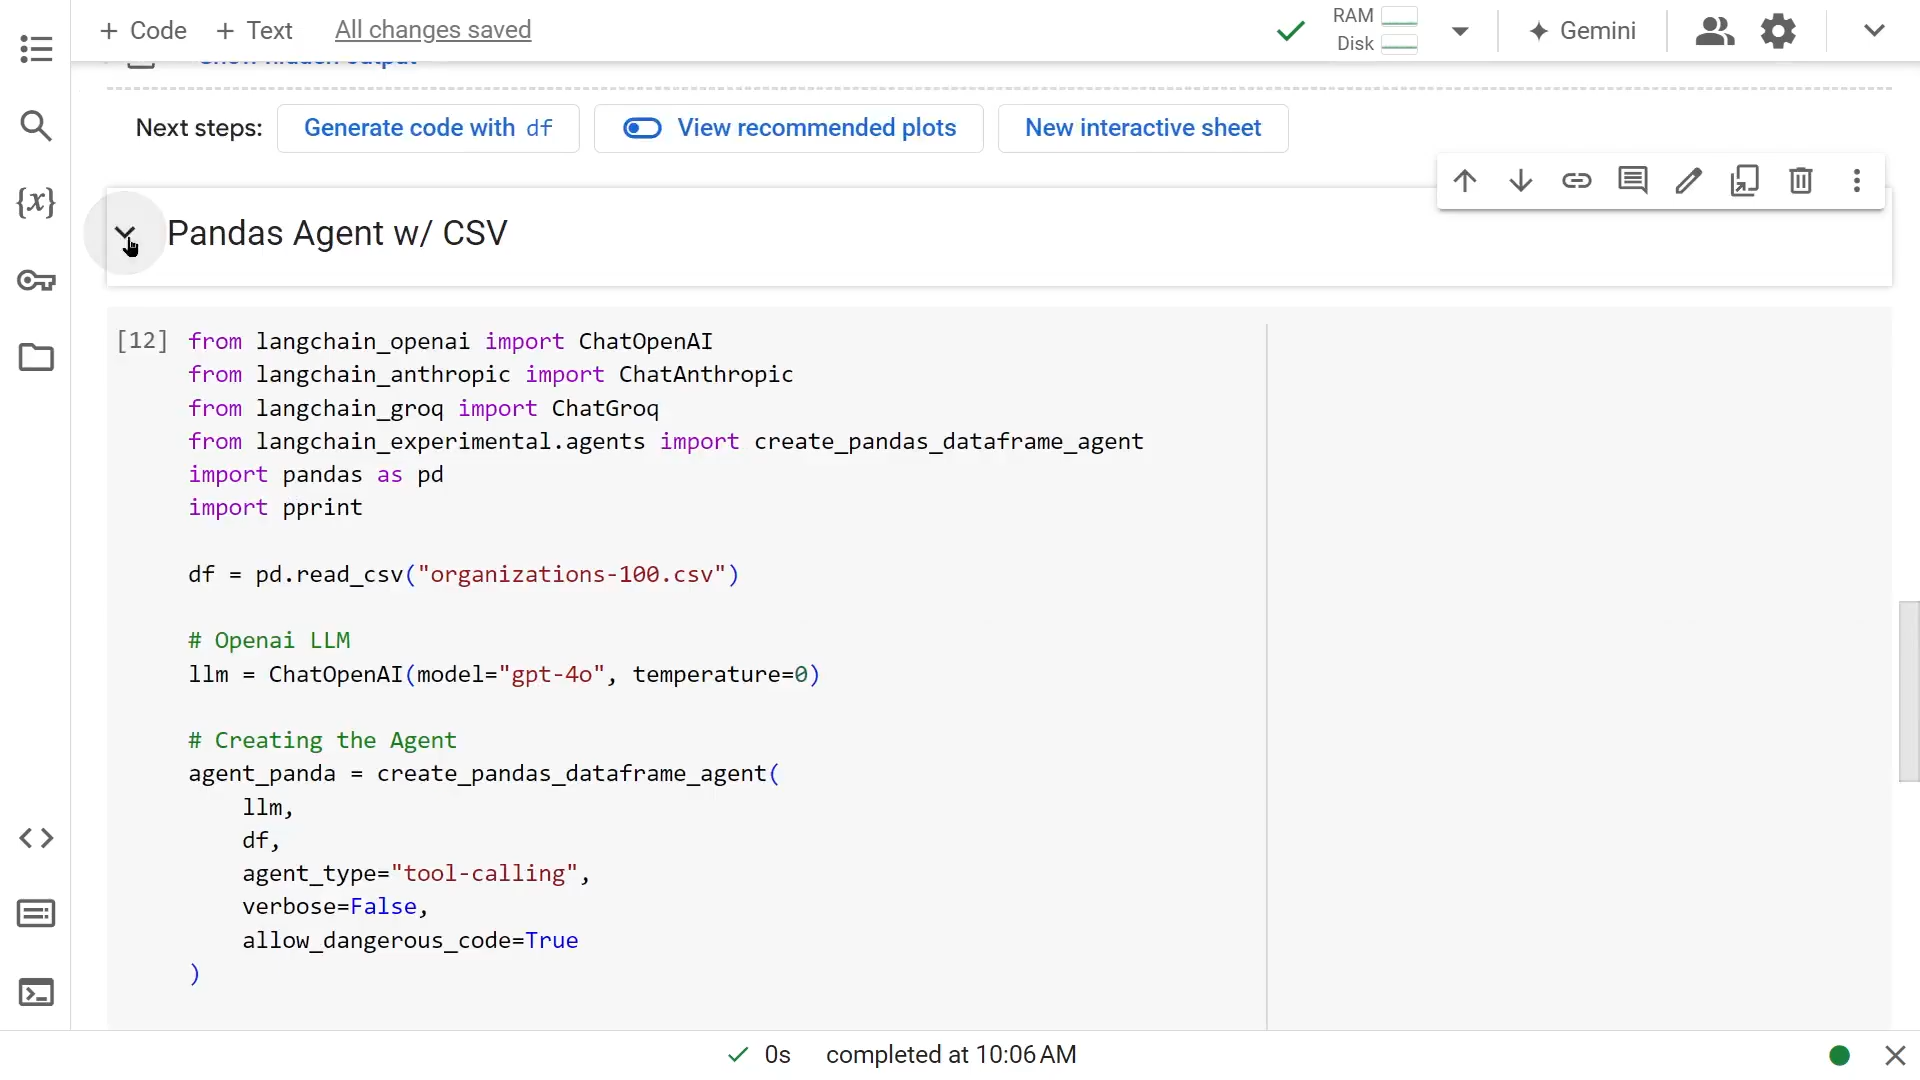 + Code + Text All changes saved
RAM
Disk
Gemini
Show hidden output
Next steps: Generate code with df View recommended plots New interactive sheet
{x}
Pandas Agent w/ CSV
[12] from langchain_openai import ChatOpenAI
from langchain_anthropic import ChatAnthropic
from langchain_groq import ChatGroq
from langchain_experimental.agents import create_pandas_dataframe_agent
import pandas as pd
import pprint
df = pd.read_csv("organizations-100.csv")
# Openai LLM
llm = ChatOpenAI(model="gpt-4o", temperature=0)
# Creating the Agent
agent_panda = create_pandas_dataframe_agent(
llm,
df,
agent_type="tool-calling",
verbose=False,
allow_dangerous_code=True
)
0s completed at 10:06 AM